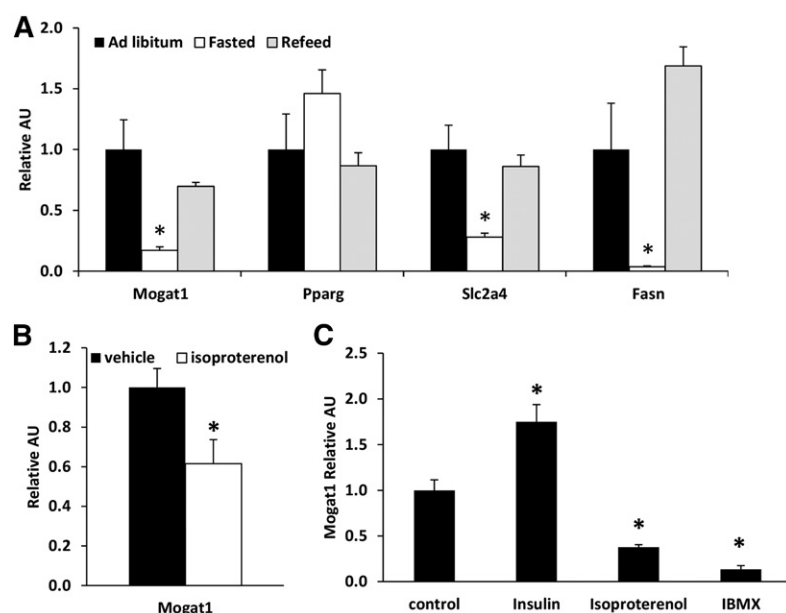 A
Ad libitum Fasted Refeed
Relative AU
2.0
1.5
1.0
0.5
0.0
* * *
Mogat1 Pparg Slc2a4 Fasn
B
vehicle isoproterenol
Relative AU
1.2
1.0
0.8
0.6
0.4
0.2
0.0
*
Mogat1
C
Mogat1 Relative AU
2.5
2.0
1.5
1.0
0.5
0.0
* * *
control Insulin Isoproterenol IBMX